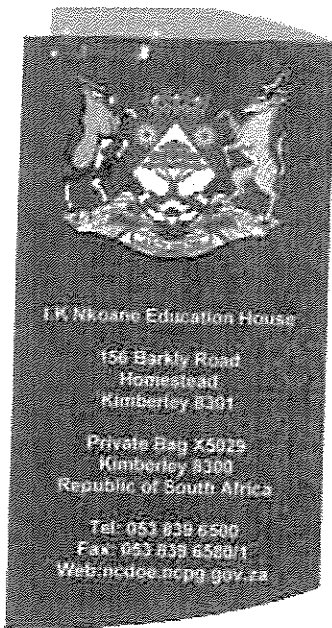 I.K Nkoane Education House
156 Barkly Road
Homestead
Kimberley 8301
Private Bag X5029
Kimberley 8300
Republic of South Africa
Tel: 053 839 6500
Fax: 053 839 6580/1
Web:ncdoe.ncpg.gov.za